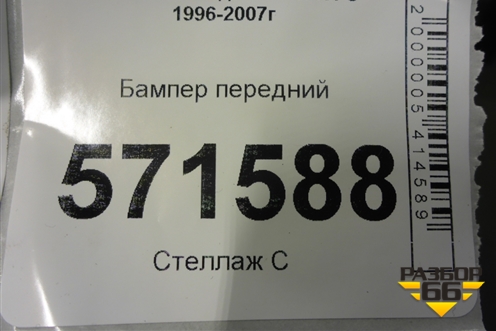 1996-2007г
Бампер передний
571588
Стеллаж С
2000005414589
РАЗБОР
66